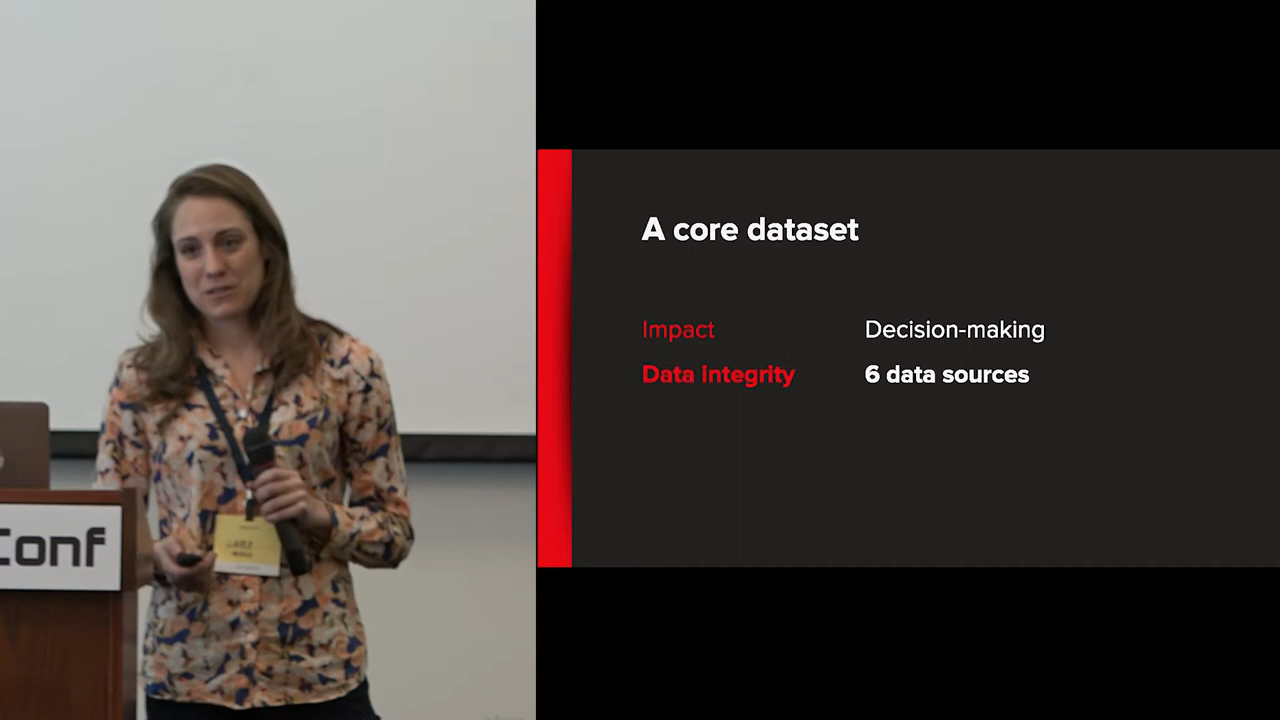 Conf
A core dataset
Impact
Decision-making
Data integrity
6 data sources